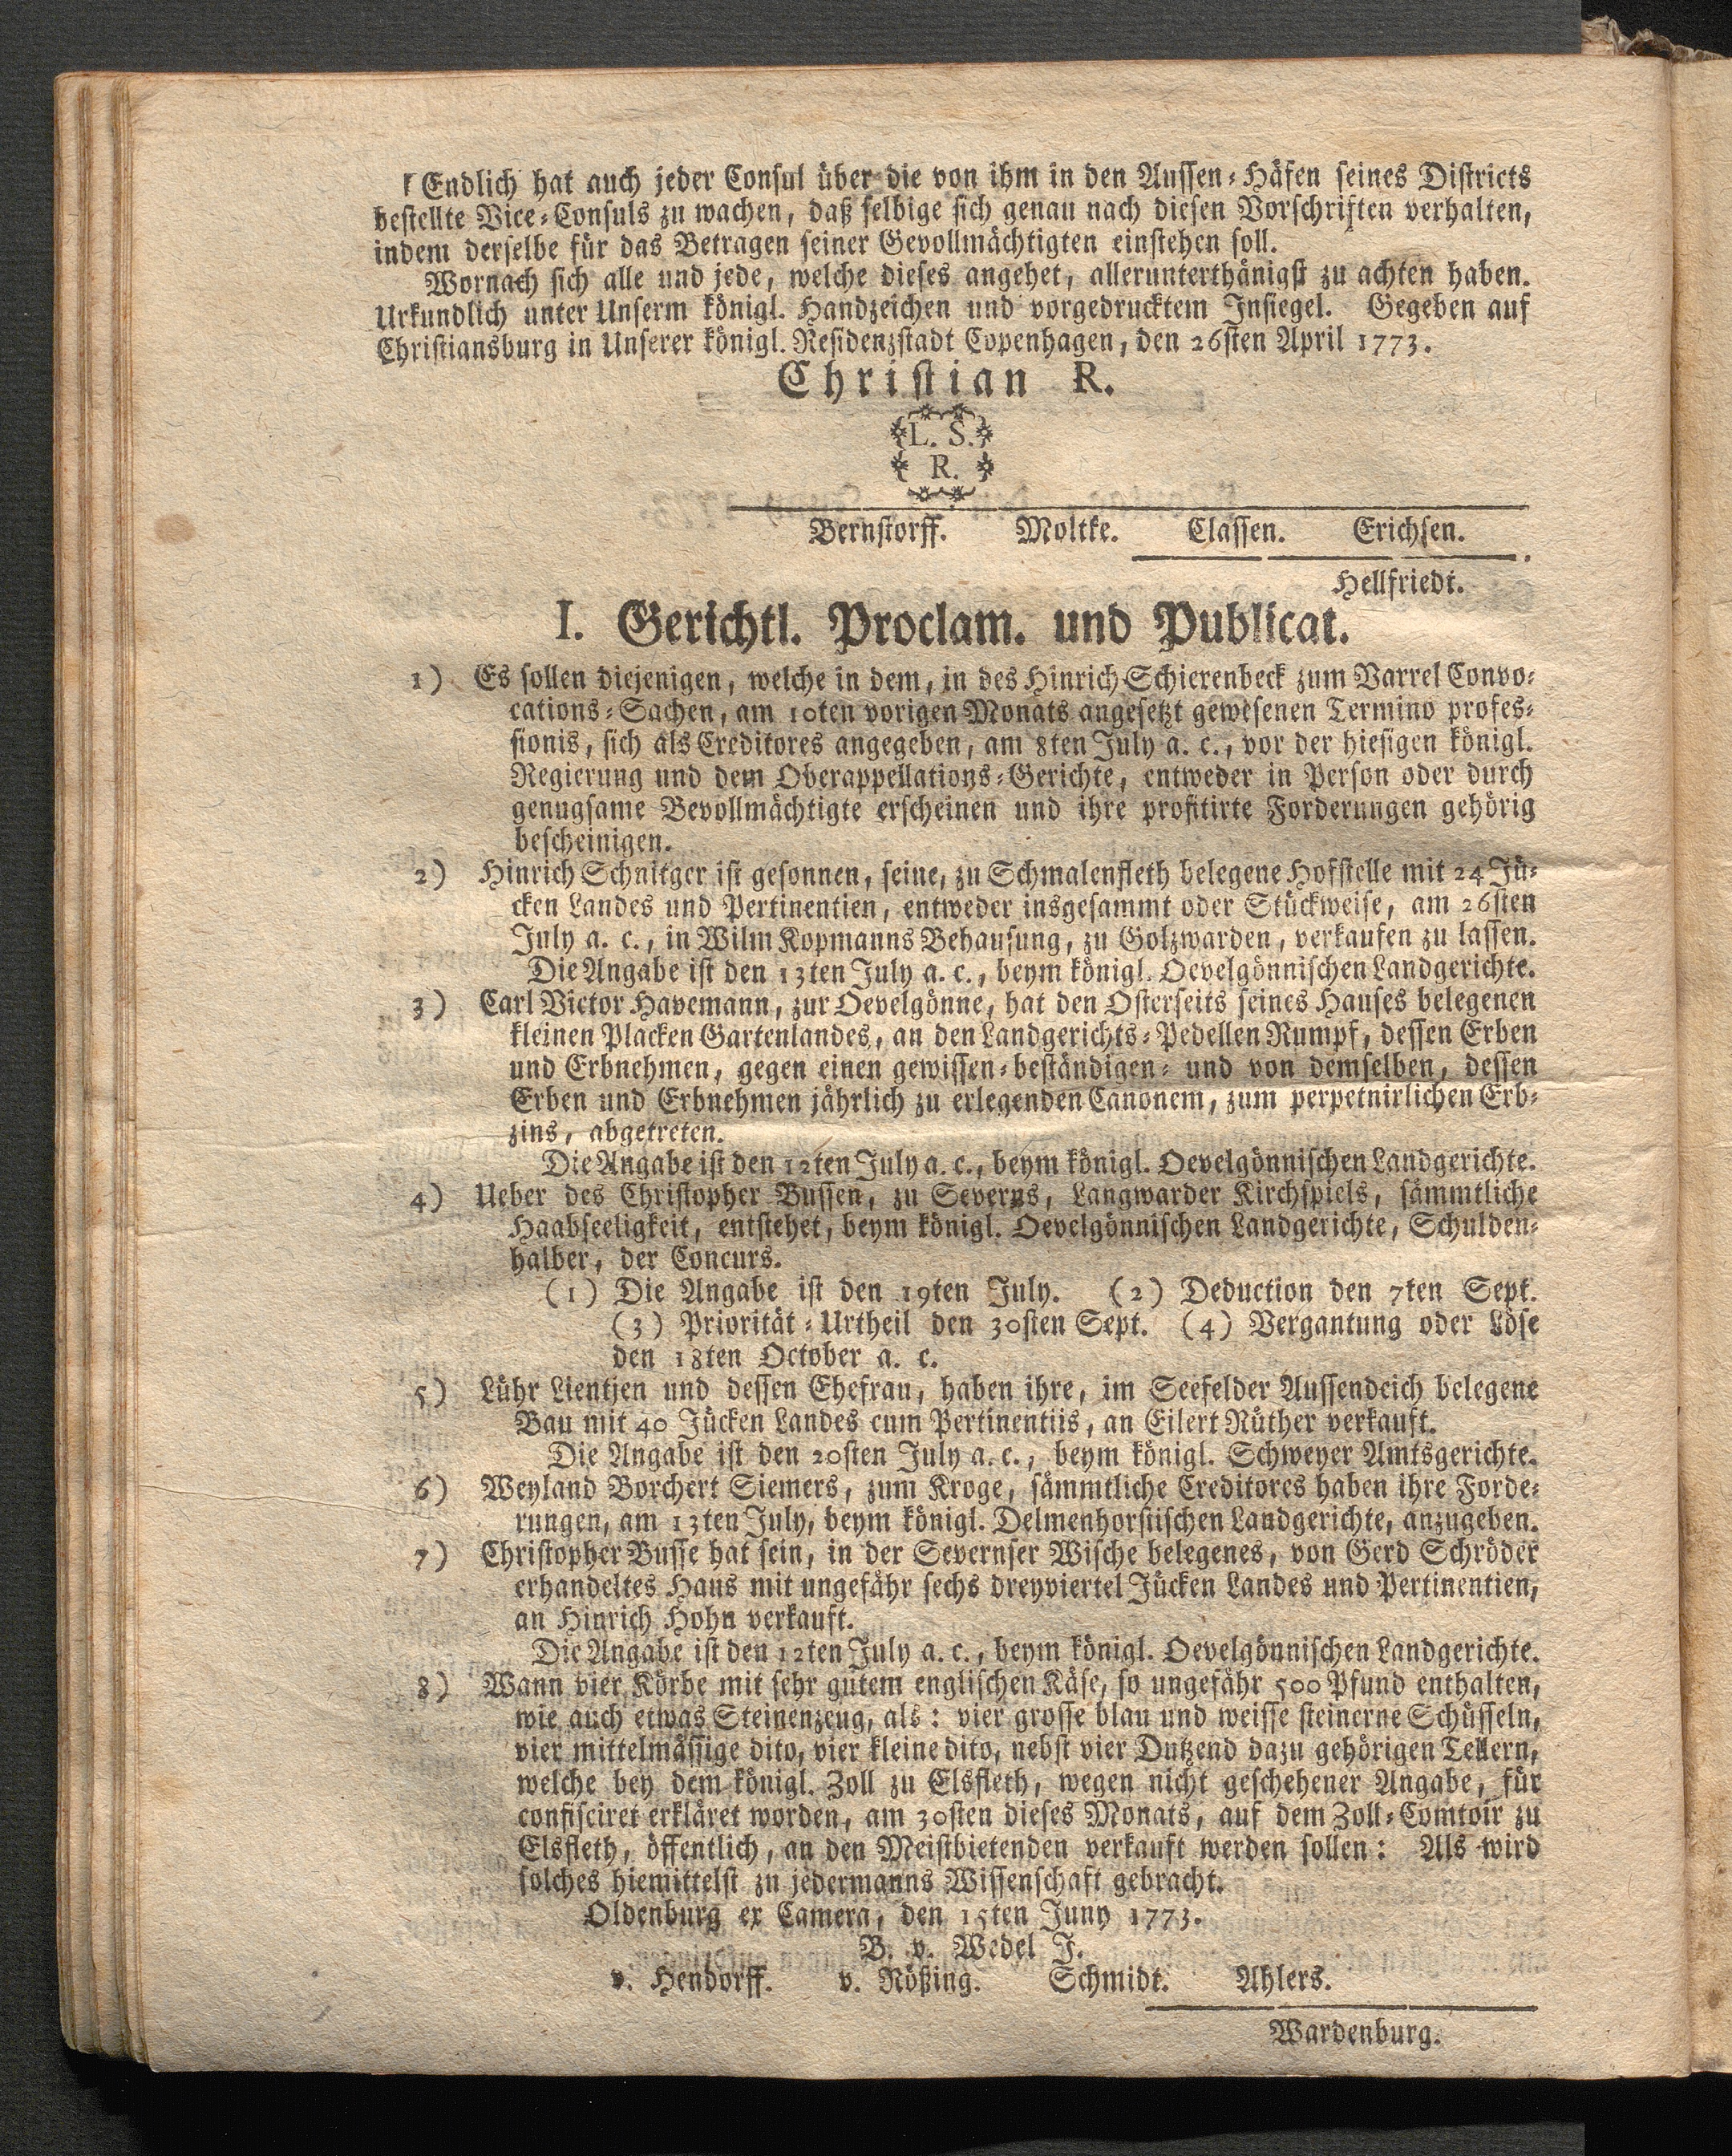 Endlich hat auch jeder Consul über die von ihm in den Aussen-Häfen seines Districts
bestellte Vice-Consuls zu wachen, daß selbige sich genau nach diesen Vorschriften verhalten,
indem derselbe für das Betragen seiner Gevollmächtigten einstehen soll.
Wornach sich alle und jede, welche dieses angehet, allerunterthänigst zu achten haben.
Urkundlich unter Unserm königl. Handzeichen und vorgedrucktem Insiegel. Gegeben auf
Christiansburg in Unserer königl. Residenzstadt Copenhagen, den 26sten April 1773.
Christian R.
L. S.
R.
Bernstorff. Moltke. Classen. Erichsen.
Hellfriedt.
I. Gerichtl. Proclam. und Publicat.
1) Es sollen diejenigen, welche in dem, in des Hinrich Schierenbeck zum Varrel Convo-
cations-Sachen, am 10ten vorigen Monats angesetzt gewesenen Termino profes-
sionis, sich als Creditores angegeben, am 8ten July a. c., vor der hiesigen königl.
Regierung und dem Oberappellations-Gerichte, entweder in Person oder durch
genugsame Bevollmächtigte erscheinen und ihre profitirte Forderungen gehörig
bescheinigen.
2) Hinrich Schnitger ist gesonnen, seine, zu Schmalenfleth belegene Hofstelle mit 24 Jü-
cken Landes und Pertinentien, entweder insgesammt oder Stückweise, am 26sten
July a. c., in Wilm Kopmanns Behausung, zu Golzwarden, verkaufen zu lassen.
Die Angabe ist den 13ten July a. c., beym königl. Oevelgönnischen Landgerichte.
3) Carl Victor Havemann, zur Oevelgönne, hat den Osterseits seines Hauses belegenen
kleinen Placken Gartenlandes, an den Landgerichts-Pedellen Rumpf, dessen Erben
und Erbnehmen, gegen einen gewissen-beständigen- und von demselben, dessen
Erben und Erbnehmen jährlich zu erlegenden Canonem, zum perpetnirlichen Erb-
zins, abgetreten.
Die Angabe ist den 12ten July a. c., beym königl. Oevelgönnischen Landgerichte.
4) Ueber des Christopher Bussen, zu Severns, Langwarder Kirchspiels, sämmtliche
Haabseeligkeit, entstehet, beym königl. Oevelgönnischen Landgerichte, Schulden-
halber, der Concurs.
(1) Die Angabe ist den 19ten July. (2) Deduction den 7ten Sept.
(3) Priorität-Urtheil den 30sten Sept. (4) Vergantung oder Löse
den 18ten October a. c.
5) Lühr Lientjen und dessen Ehefrau, haben ihre, im Seefelder Aussendeich belegene
Bau mit 40 Jücken Landes cum Pertinentiis, an Eilert Rüther verkauft.
Die Angabe ist den 20sten July a. c., beym königl. Schweyer Amtsgerichte.
6) Weyland Borchert Siemers, zum Kroge, sämmtliche Creditores haben ihre Forde-
rungen, am 13ten July, beym königl. Delmenhorstischen Landgerichte, anzugeben.
7) Christopher Busse hat sein, in der Severnser Wische belegenes, von Gerd Schröder
erhandeltes Haus mit ungefähr sechs dreyviertel Jücken Landes und Pertinentien,
an Hinrich Hohn verkauft.
Die Angabe ist den 12ten July a. c., beym königl. Oevelgönnischen Landgerichte.
8) Wann vier Körbe mit sehr gutem englischen Käse, so ungefähr 500 Pfund enthalten,
wie auch etwas Steinenzeug, als: vier grosse blau und weisse steinerne Schüsseln,
vier mittelmässige dito, vier kleine dito, nebst vier Dutzend dazu gehörigen Tellern,
welche bey dem königl. Zoll zu Elsfleth, wegen nicht geschehener Angabe, für
confisciret erkläret worden, am 30sten dieses Monats, auf dem Zoll-Comtoir zu
Elsfleth, öffentlich, an den Meistbietenden verkauft werden sollen: Als wird
solches hiemittelst zu jedermanns Wissenschaft gebracht.
Oldenburg ex Camera, den 15ten Juny 1773.
B. v. Wedel J.
v. Hendorff. v. Rößing. Schmidt. Ahlers.
Wardenburg.